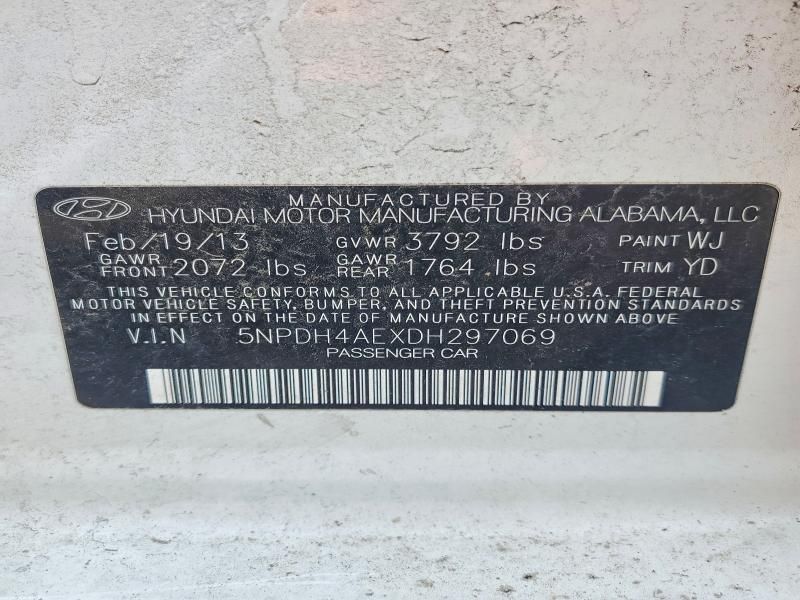 MANUFACTURED BY
HYUNDAI MOTOR MANUFACTURING ALABAMA, LLC
Feb/19/13 GVWR 3792 lbs PAINT WJ
GAWR FRONT 2072 lbs GAWR REAR 1764 lbs TRIM YD
THIS VEHICLE CONFORMS TO ALL APPLICABLE U.S.A. FEDERAL
MOTOR VEHICLE SAFETY, BUMPER, AND THEFT PREVENTION STANDARDS
IN EFFECT ON THE DATE OF MANUFACTURE SHOWN ABOVE
V.I.N 5NPDH4AEXDH297069
PASSENGER CAR